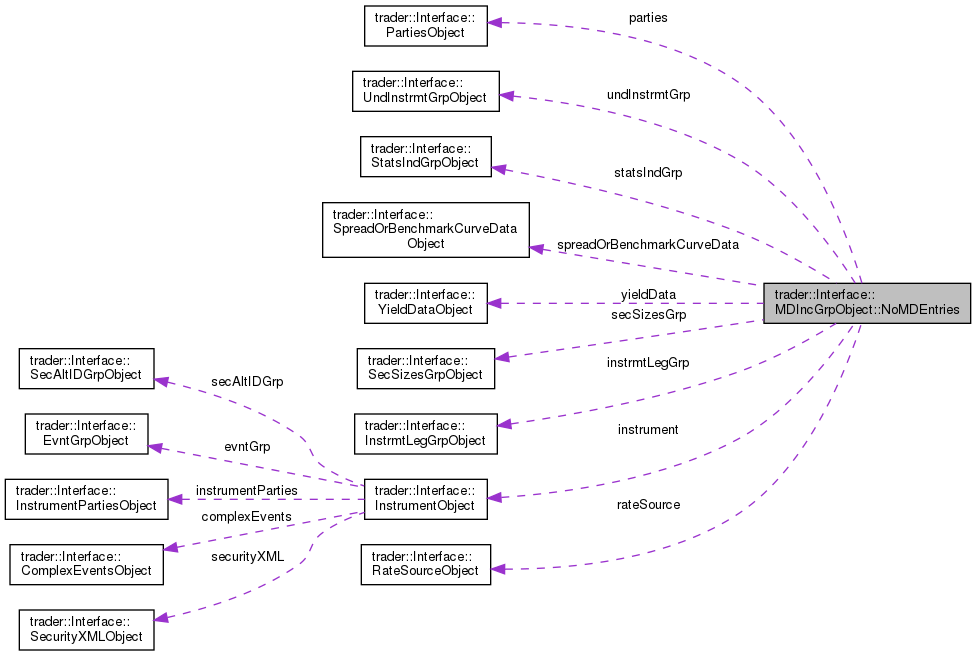 trader::Interface::
PartiesObject
parties
trader::Interface::
UndInstrmtGrpObject
undInstrmtGrp
trader::Interface::
StatsIndGrpObject
statsIndGrp
trader::Interface::
SpreadOrBenchmarkCurveData
Object
spreadOrBenchmarkCurveData
trader::Interface::
YieldDataObject
yieldData
trader::Interface::
MDIncGrpObject::NoMDEntries
secSizesGrp
trader::Interface::
SecSizesGrpObject
instrmtLegGrp
trader::Interface::
SecAltIDGrpObject
secAltIDGrp
trader::Interface::
InstrmtLegGrpObject
instrument
trader::Interface::
EvntGrpObject
evntGrp
trader::Interface::
InstrumentPartiesObject
instrumentParties
trader::Interface::
InstrumentObject
rateSource
complexEvents
trader::Interface::
ComplexEventsObject
securityXML
trader::Interface::
RateSourceObject
trader::Interface::
SecurityXMLObject